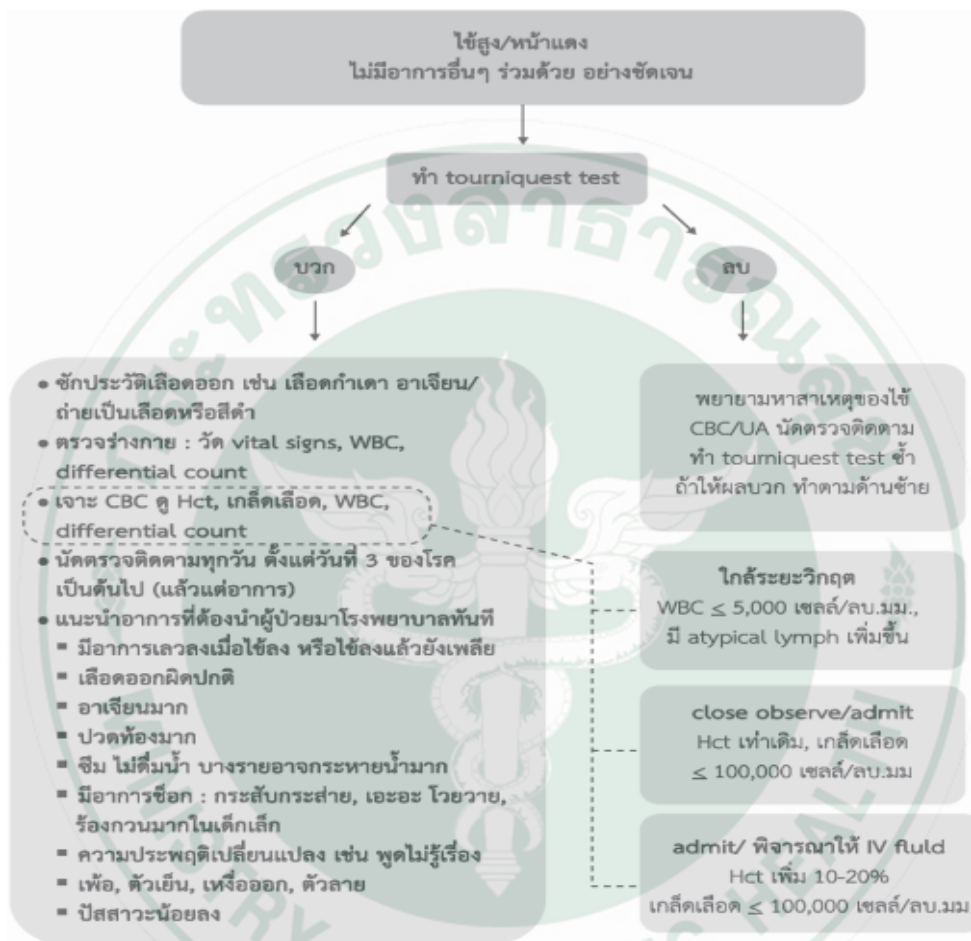 ไข้สูง/หน้าแดง
ไม่มีอาการอื่นๆ ร่วมด้วย อย่างชัดเจน
ทำ tourniquest test
บวก
ลบ
• ซักประวัติเลือดออก เช่น เลือดกำเดา อาเจียน/
ถ่ายเป็นเลือดหรือสีดำ
• ตรวจร่างกาย : วัด vital signs, WBC,
differential count
• เจาะ CBC ดู Hct, เกล็ดเลือด, WBC,
differential count
• นัดตรวจติดตามทุกวัน ตั้งแต่วันที่ 3 ของโรค
เป็นต้นไป (แล้วแต่อาการ)
• แนะนำอาการที่ต้องนำผู้ป่วยมาโรงพยาบาลทันที
▪ มีอาการเลวลงเมื่อไข้ลง หรือไข้ลงแล้วยังเพลีย
▪ เลือดออกผิดปกติ
▪ อาเจียนมาก
▪ ปวดท้องมาก
▪ ซึม ไม่ดื่มน้ำ บางรายอาจกระหายน้ำมาก
▪ มีอาการช็อก : กระสับกระส่าย, เอะอะ โวยวาย,
ร้องกวนมากในเด็กเล็ก
▪ ความประพฤติเปลี่ยนแปลง เช่น พูดไม่รู้เรื่อง
▪ เพ้อ, ตัวเย็น, เหงื่อออก, ตัวลาย
▪ ปัสสาวะน้อยลง
พยายามหาสาเหตุของไข้
CBC/UA นัดตรวจติดตาม
ทำ tourniquest test ซ้ำ
ถ้าให้ผลบวก ทำตามด้านซ้าย
ใกล้ระยะวิกฤต
WBC ≤ 5,000 เซลล์/ลบ.มม.,
มี atypical lymph เพิ่มขึ้น
close observe/admit
Hct เท่าเดิม, เกล็ดเลือด
≤ 100,000 เซลล์/ลบ.มม
admit/ พิจารณาให้ IV fluld
Hct เพิ่ม 10-20%
เกล็ดเลือด ≤ 100,000 เซลล์/ลบ.มม
กระทรวงสาธารณสุข
MINISTRY
HEALTH